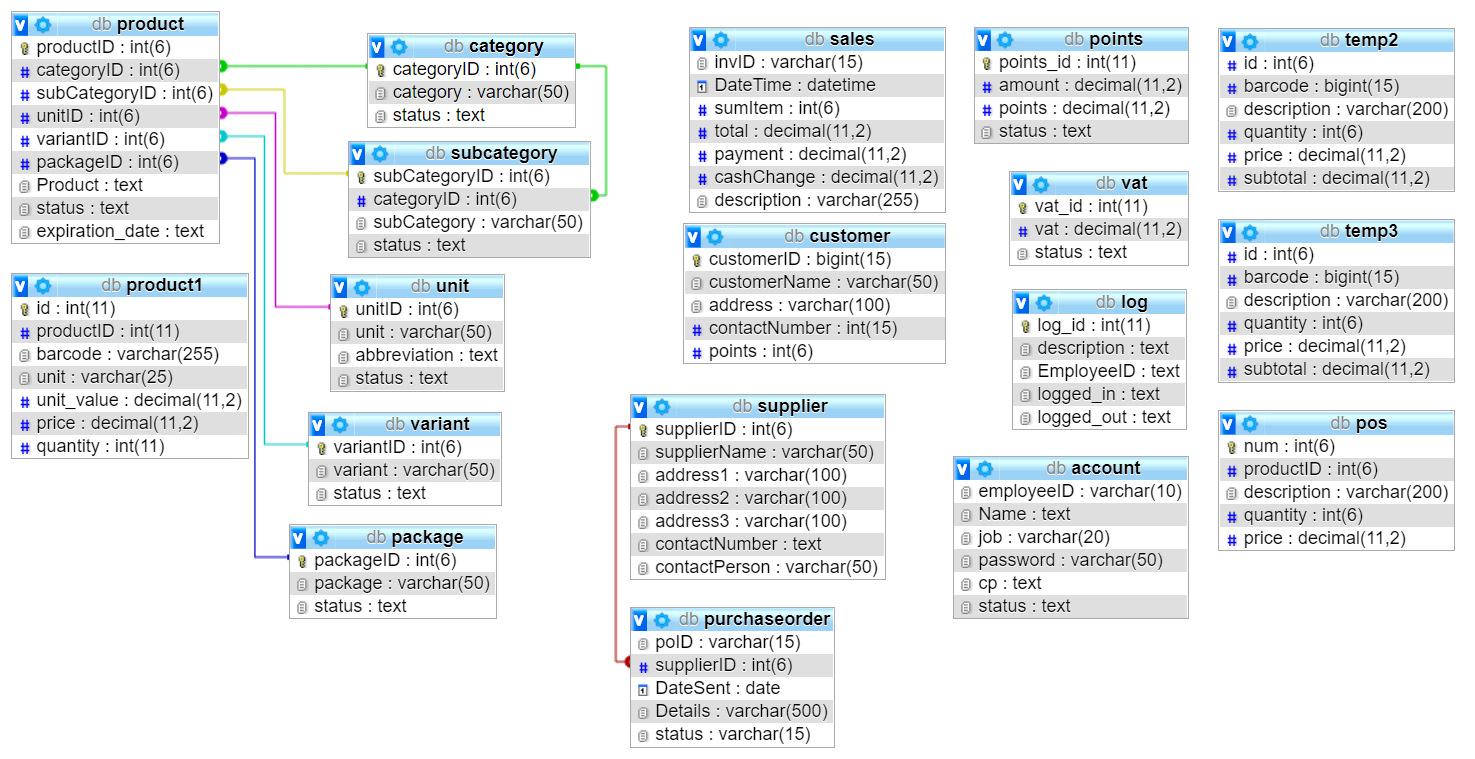 db product
productID : int(6)
categoryID : int(6)
subCategoryID : int(6)
unitID : int(6)
variantID : int(6)
packageID : int(6)
Product : text
status : text
expiration_date : text
db product1
id : int(11)
productID : int(11)
barcode : varchar(255)
unit : varchar(25)
unit_value : decimal(11,2)
price : decimal(11,2)
quantity : int(11)
db category
categoryID : int(6)
category : varchar(50)
status : text
db subcategory
subCategoryID : int(6)
categoryID : int(6)
subCategory : varchar(50)
status : text
db unit
unitID : int(6)
unit : varchar(50)
abbreviation : text
status : text
db variant
variantID : int(6)
variant : varchar(50)
status : text
db package
packageID : int(6)
package : varchar(50)
status : text
db sales
invID : varchar(15)
DateTime : datetime
sumItem : int(6)
total : decimal(11,2)
payment : decimal(11,2)
cashChange : decimal(11,2)
description : varchar(255)
db customer
customerID : bigint(15)
customerName : varchar(50)
address : varchar(100)
contactNumber : int(15)
points : int(6)
db supplier
supplierID : int(6)
supplierName : varchar(50)
address1 : varchar(100)
address2 : varchar(100)
address3 : varchar(100)
contactNumber : text
contactPerson : varchar(50)
db purchaseorder
poID : varchar(15)
supplierID : int(6)
DateSent : date
Details : varchar(500)
status : varchar(15)
db points
points_id : int(11)
amount : decimal(11,2)
points : decimal(11,2)
status : text
db vat
vat_id : int(11)
vat : decimal(11,2)
status : text
db log
log_id : int(11)
description : text
EmployeeID : text
logged_in : text
logged_out : text
db account
employeeID : varchar(10)
Name : text
job : varchar(20)
password : varchar(50)
cp : text
status : text
db temp2
id : int(6)
barcode : bigint(15)
description : varchar(200)
quantity : int(6)
price : decimal(11,2)
subtotal : decimal(11,2)
db temp3
id : int(6)
barcode : bigint(15)
description : varchar(200)
quantity : int(6)
price : decimal(11,2)
subtotal : decimal(11,2)
db pos
num : int(6)
productID : int(6)
description : varchar(200)
quantity : int(6)
price : decimal(11,2)